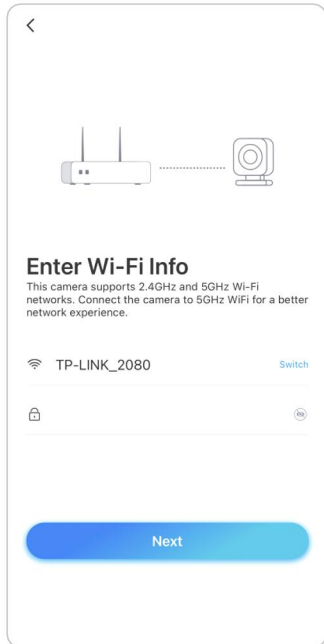 Enter Wi-Fi Info
This camera supports 2.4GHz and 5GHz Wi-Fi
networks. Connect the camera to 5GHz WiFi for a better
network experience.
TP-LINK_2080
Switch
Next